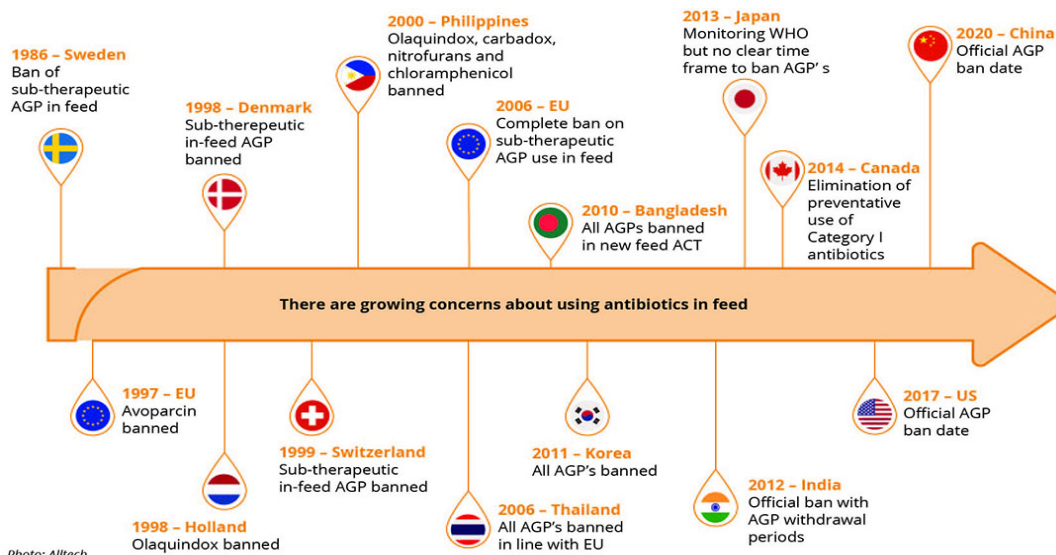 1986 – Sweden
Ban of
sub-therapeutic
AGP in feed
1998 – Denmark
Sub-therepeutic
in-feed AGP
banned
2000 – Philippines
Olaquindox, carbadox,
nitrofurans and
chloramphenicol
banned
2006 – EU
Complete ban on
sub-therapeutic
AGP use in feed
2010 – Bangladesh
All AGPs banned
in new feed ACT
2013 – Japan
Monitoring WHO
but no clear time
frame to ban AGP' s
2014 – Canada
Elimination of
preventative
use of
Category I
antibiotics
2020 – China
Official AGP
ban date
There are growing concerns about using antibiotics in feed
1997 – EU
Avoparcin
banned
1998 – Holland
Olaquindox banned
1999 – Switzerland
Sub-therapeutic
in-feed AGP banned
2006 – Thailand
All AGP's banned
in line with EU
2011 – Korea
All AGP's banned
2012 – India
Official ban with
AGP withdrawal
periods
2017 – US
Official AGP
ban date
Photo: Alltech